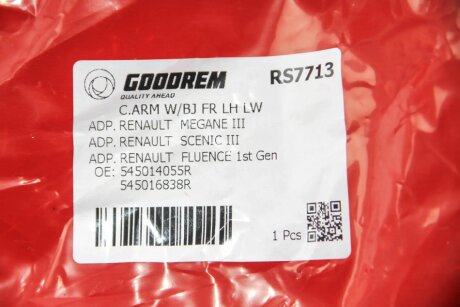 GOODREM RS7713
QUALITY AHEAD
C.ARM W/BJ FR LH LW
ADP. RENAULT MEGANE III
ADP. RENAULT SCENIC III
ADP. RENAULT FLUENCE 1st Gen
OE: 545014055R
545016838R
1 Pcs